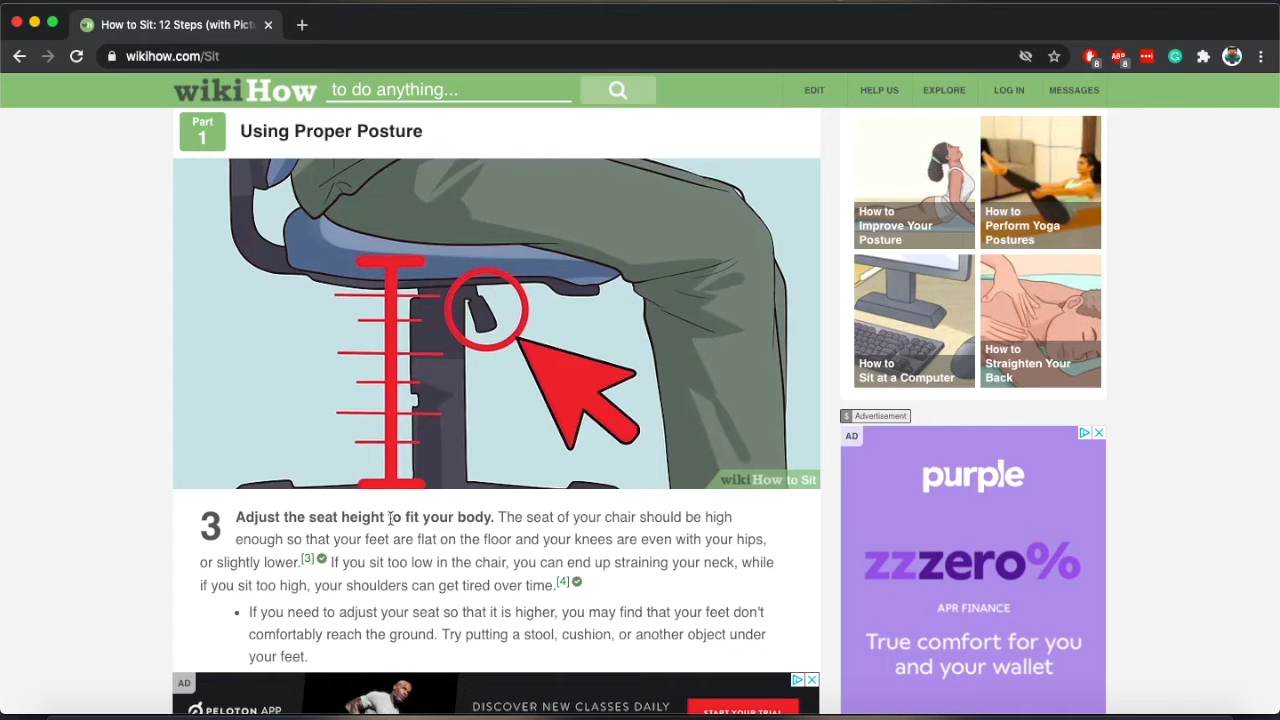 How to Sit: 12 Steps (with Pict
wikihow.com/Sit
8
8
wikiHow to do anything...
EDIT
HELP US
EXPLORE
LOG IN
MESSAGES
Part
1
Using Proper Posture
wikiHow to Sit
3
Adjust the seat height to fit your body. The seat of your chair should be high
enough so that your feet are flat on the floor and your knees are even with your hips,
or slightly lower.[3] If you sit too low in the chair, you can end up straining your neck, while
if you sit too high, your shoulders can get tired over time.[4]
• If you need to adjust your seat so that it is higher, you may find that your feet don't
comfortably reach the ground. Try putting a stool, cushion, or another object under
your feet.
AD
PELOTON APP
DISCOVER NEW CLASSES DAILY
START YOUR TRIAL
How to
Improve Your
Posture
How to
Perform Yoga
Postures
How to
Sit at a Computer
How to
Straighten Your
Back
$ Advertisement
AD
purple
zzzero%
APR FINANCE
True comfort for you
and your wallet